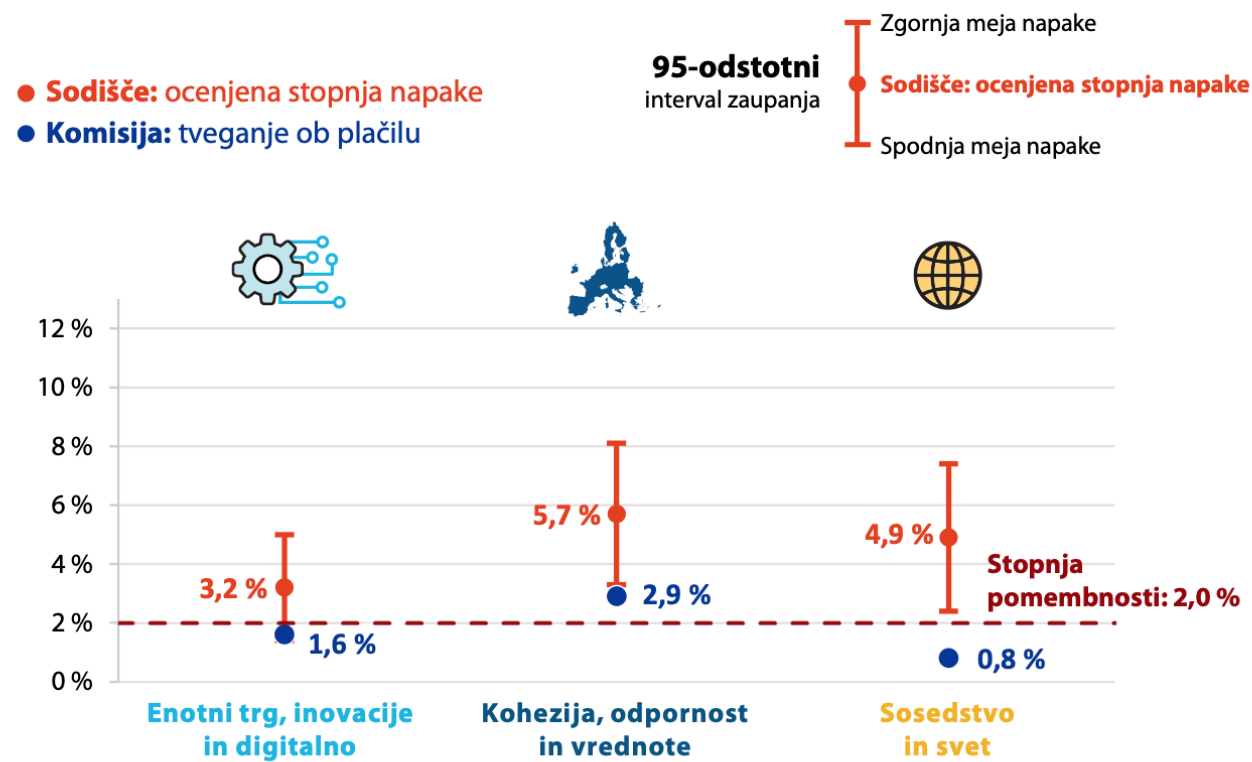 Sodišče: ocenjena stopnja napake
Komisija: tveganje ob plačilu
95-odstotni
interval zaupanja
Zgornja meja napake
Sodišče: ocenjena stopnja napake
Spodnja meja napake
12 %
10 %
8 %
6 %
4 %
2 %
0 %
3,2 %
1,6 %
5,7 %
2,9 %
4,9 %
0,8 %
Stopnja
pomembnosti: 2,0 %
Enotni trg, inovacije
in digitalno
Kohezija, odpornost
in vrednote
Sosedstvo
in svet